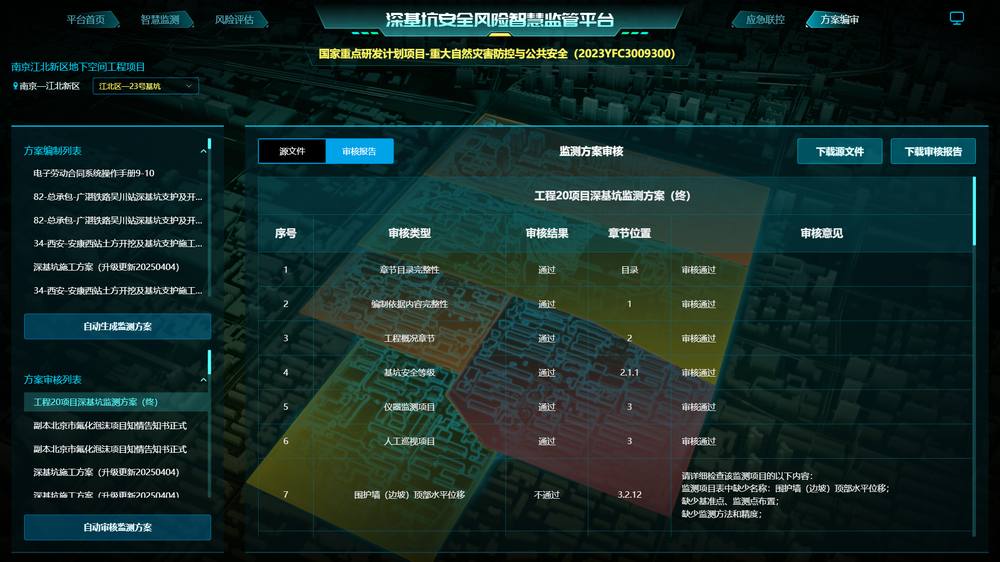 平台首页 智慧监测 风险评估 深基坑安全风险智慧监管平台 应急联控 方案编审
国家重点研发计划项目-重大自然灾害防控与公共安全（2023YFC3009300）
南京江北新区地下空间工程项目
南京—江北新区 江北区—23号基坑
方案编制列表
电子劳动合同系统操作手册9-10
82-总承包-广湛铁路吴川站深基坑支护及开...
82-总承包-广湛铁路吴川站深基坑支护及开...
34-西安-安康西站土方开挖及基坑支护施工...
深基坑施工方案（升级更新20250404）
34-西安-安康西站土方开挖及基坑支护施工...
自动生成监测方案
方案审核列表
工程20项目深基坑监测方案（终）
副本北京市氟化泡沫项目知情告知书正式
副本北京市氟化泡沫项目知情告知书正式
深基坑施工方案（升级更新20250404）
深基坑施工方案（升级更新20250404）
自动审核监测方案
源文件 审核报告 监测方案审核 下载源文件 下载审核报告
工程20项目深基坑监测方案（终）
序号 审核类型 审核结果 章节位置 审核意见
1 章节目录完整性 通过 目录 审核通过
2 编制依据内容完整性 通过 1 审核通过
3 工程概况章节 通过 2 审核通过
4 基坑安全等级 通过 2.1.1 审核通过
5 仪器监测项目 通过 3 审核通过
6 人工巡视项目 通过 3 审核通过
7 围护墙（边坡）顶部水平位移 不通过 3.2.12 请详细检查该监测项目的以下内容：
监测项目表中缺少名称：围护墙（边坡）顶部水平位移；
缺少基准点、监测点布置；
缺少监测方法和精度；